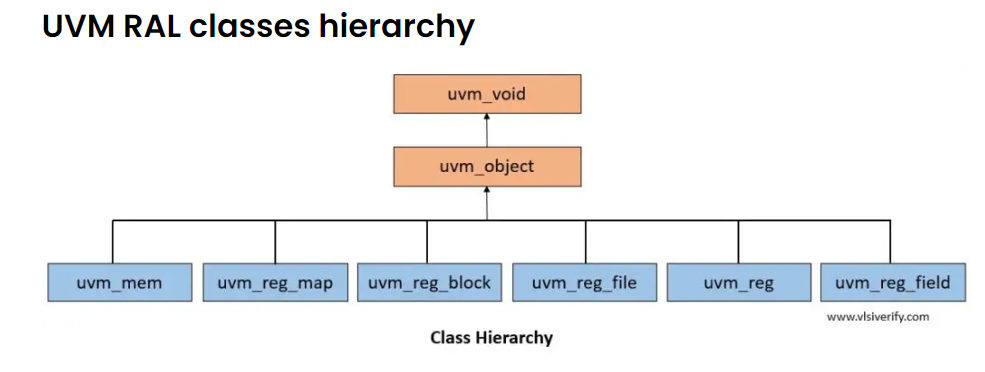 UVM RAL classes hierarchy
uvm_void
uvm_object
uvm_mem
uvm_reg_map
uvm_reg_block
uvm_reg_file
uvm_reg
uvm_reg_field
www.vlsiverify.com
Class Hierarchy